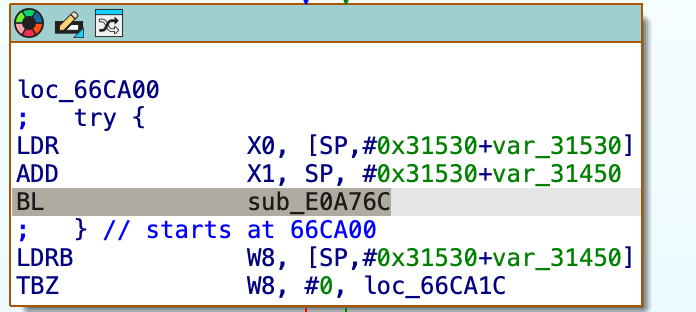 loc_66CA00
;   try {
LDR             X0, [SP,#0x31530+var_31530]
ADD             X1, SP, #0x31530+var_31450
BL              sub_E0A76C
;   } // starts at 66CA00
LDRB            W8, [SP,#0x31530+var_31450]
TBZ             W8, #0, loc_66CA1C